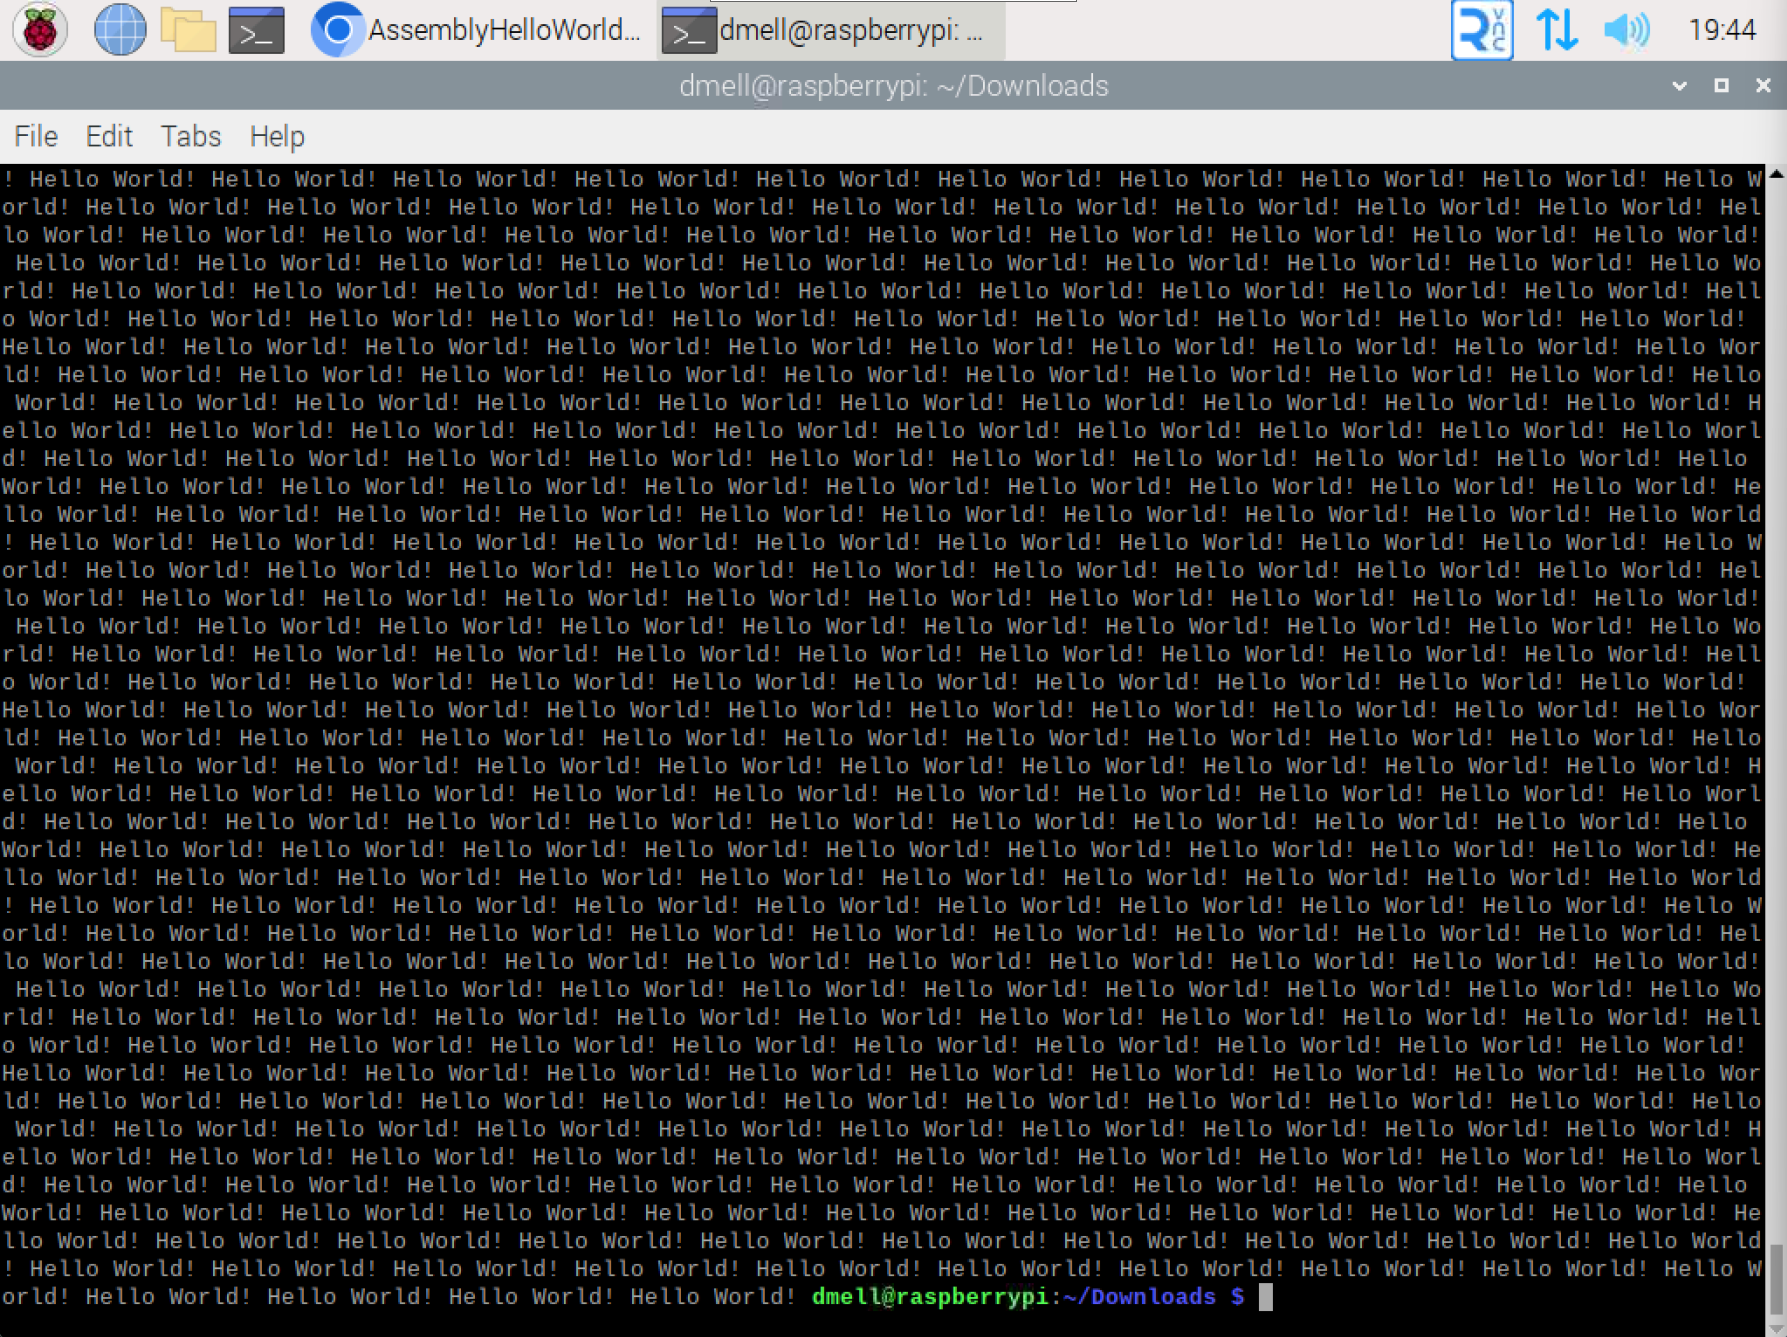 AssemblyHelloWorld...
dmell@raspberrypi: ...
19:44
dmell@raspberrypi: ~/Downloads
File Edit Tabs Help
! Hello World! Hello World! Hello World! Hello World! Hello World! Hello World! Hello World! Hello World! Hello World! Hello W
orld! Hello World! Hello World! Hello World! Hello World! Hello World! Hello World! Hello World! Hello World! Hello World! Hel
lo World! Hello World! Hello World! Hello World! Hello World! Hello World! Hello World! Hello World! Hello World! Hello World!
 Hello World! Hello World! Hello World! Hello World! Hello World! Hello World! Hello World! Hello World! Hello World! Hello Wo
rld! Hello World! Hello World! Hello World! Hello World! Hello World! Hello World! Hello World! Hello World! Hello World! Hell
o World! Hello World! Hello World! Hello World! Hello World! Hello World! Hello World! Hello World! Hello World! Hello World!
Hello World! Hello World! Hello World! Hello World! Hello World! Hello World! Hello World! Hello World! Hello World! Hello Wor
ld! Hello World! Hello World! Hello World! Hello World! Hello World! Hello World! Hello World! Hello World! Hello World! Hello
 World! Hello World! Hello World! Hello World! Hello World! Hello World! Hello World! Hello World! Hello World! Hello World! H
ello World! Hello World! Hello World! Hello World! Hello World! Hello World! Hello World! Hello World! Hello World! Hello Worl
d! Hello World! Hello World! Hello World! Hello World! Hello World! Hello World! Hello World! Hello World! Hello World! Hello
World! Hello World! Hello World! Hello World! Hello World! Hello World! Hello World! Hello World! Hello World! Hello World! He
llo World! Hello World! Hello World! Hello World! Hello World! Hello World! Hello World! Hello World! Hello World! Hello World
! Hello World! Hello World! Hello World! Hello World! Hello World! Hello World! Hello World! Hello World! Hello World! Hello W
orld! Hello World! Hello World! Hello World! Hello World! Hello World! Hello World! Hello World! Hello World! Hello World! Hel
lo World! Hello World! Hello World! Hello World! Hello World! Hello World! Hello World! Hello World! Hello World! Hello World!
 Hello World! Hello World! Hello World! Hello World! Hello World! Hello World! Hello World! Hello World! Hello World! Hello Wo
rld! Hello World! Hello World! Hello World! Hello World! Hello World! Hello World! Hello World! Hello World! Hello World! Hell
o World! Hello World! Hello World! Hello World! Hello World! Hello World! Hello World! Hello World! Hello World! Hello World!
Hello World! Hello World! Hello World! Hello World! Hello World! Hello World! Hello World! Hello World! Hello World! Hello Wor
ld! Hello World! Hello World! Hello World! Hello World! Hello World! Hello World! Hello World! Hello World! Hello World! Hello
 World! Hello World! Hello World! Hello World! Hello World! Hello World! Hello World! Hello World! Hello World! Hello World! H
ello World! Hello World! Hello World! Hello World! Hello World! Hello World! Hello World! Hello World! Hello World! Hello Worl
d! Hello World! Hello World! Hello World! Hello World! Hello World! Hello World! Hello World! Hello World! Hello World! Hello
World! Hello World! Hello World! Hello World! Hello World! Hello World! Hello World! Hello World! Hello World! Hello World! He
llo World! Hello World! Hello World! Hello World! Hello World! Hello World! Hello World! Hello World! Hello World! Hello World
! Hello World! Hello World! Hello World! Hello World! Hello World! Hello World! Hello World! Hello World! Hello World! Hello W
orld! Hello World! Hello World! Hello World! Hello World! Hello World! Hello World! Hello World! Hello World! Hello World! Hel
lo World! Hello World! Hello World! Hello World! Hello World! Hello World! Hello World! Hello World! Hello World! Hello World!
 Hello World! Hello World! Hello World! Hello World! Hello World! Hello World! Hello World! Hello World! Hello World! Hello Wo
rld! Hello World! Hello World! Hello World! Hello World! Hello World! Hello World! Hello World! Hello World! Hello World! Hell
o World! Hello World! Hello World! Hello World! Hello World! Hello World! Hello World! Hello World! Hello World! Hello World!
Hello World! Hello World! Hello World! Hello World! Hello World! Hello World! Hello World! Hello World! Hello World! Hello Wor
ld! Hello World! Hello World! Hello World! Hello World! Hello World! Hello World! Hello World! Hello World! Hello World! Hello
 World! Hello World! Hello World! Hello World! Hello World! Hello World! Hello World! Hello World! Hello World! Hello World! H
ello World! Hello World! Hello World! Hello World! Hello World! Hello World! Hello World! Hello World! Hello World! Hello Worl
d! Hello World! Hello World! Hello World! Hello World! Hello World! Hello World! Hello World! Hello World! Hello World! Hello
World! Hello World! Hello World! Hello World! Hello World! Hello World! Hello World! Hello World! Hello World! Hello World! He
llo World! Hello World! Hello World! Hello World! Hello World! Hello World! Hello World! Hello World! Hello World! Hello World
! Hello World! Hello World! Hello World! Hello World! Hello World! Hello World! Hello World! Hello World! Hello World! Hello W
orld! Hello World! Hello World! Hello World! Hello World! dmell@raspberrypi:~/Downloads $